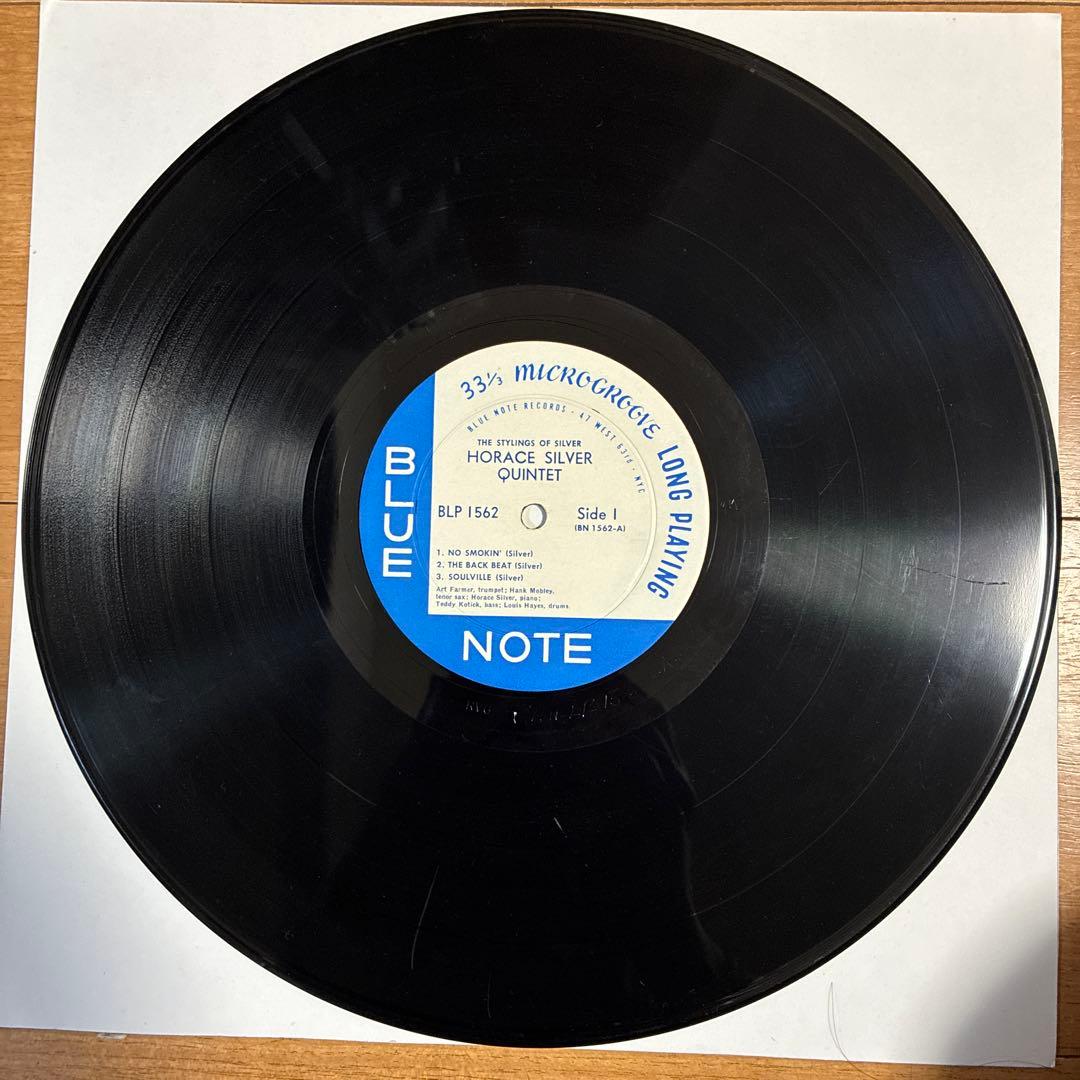 33⅓ MICROGROOVE LONG PLAYING
BLUE NOTE RECORDS · 47 WEST 63rd · NYC
THE STYLINGS OF SILVER
HORACE SILVER
QUINTET
BLP 1562
Side 1
(BN 1562-A)
1. NO SMOKIN' (Silver)
2. THE BACK BEAT (Silver)
3. SOULVILLE (Silver)
Art Farmer, trumpet; Hank Mobley,
tenor sax; Horace Silver, piano;
Teddy Kotick, bass; Louis Hayes, drums
BLUE
NOTE
RVG